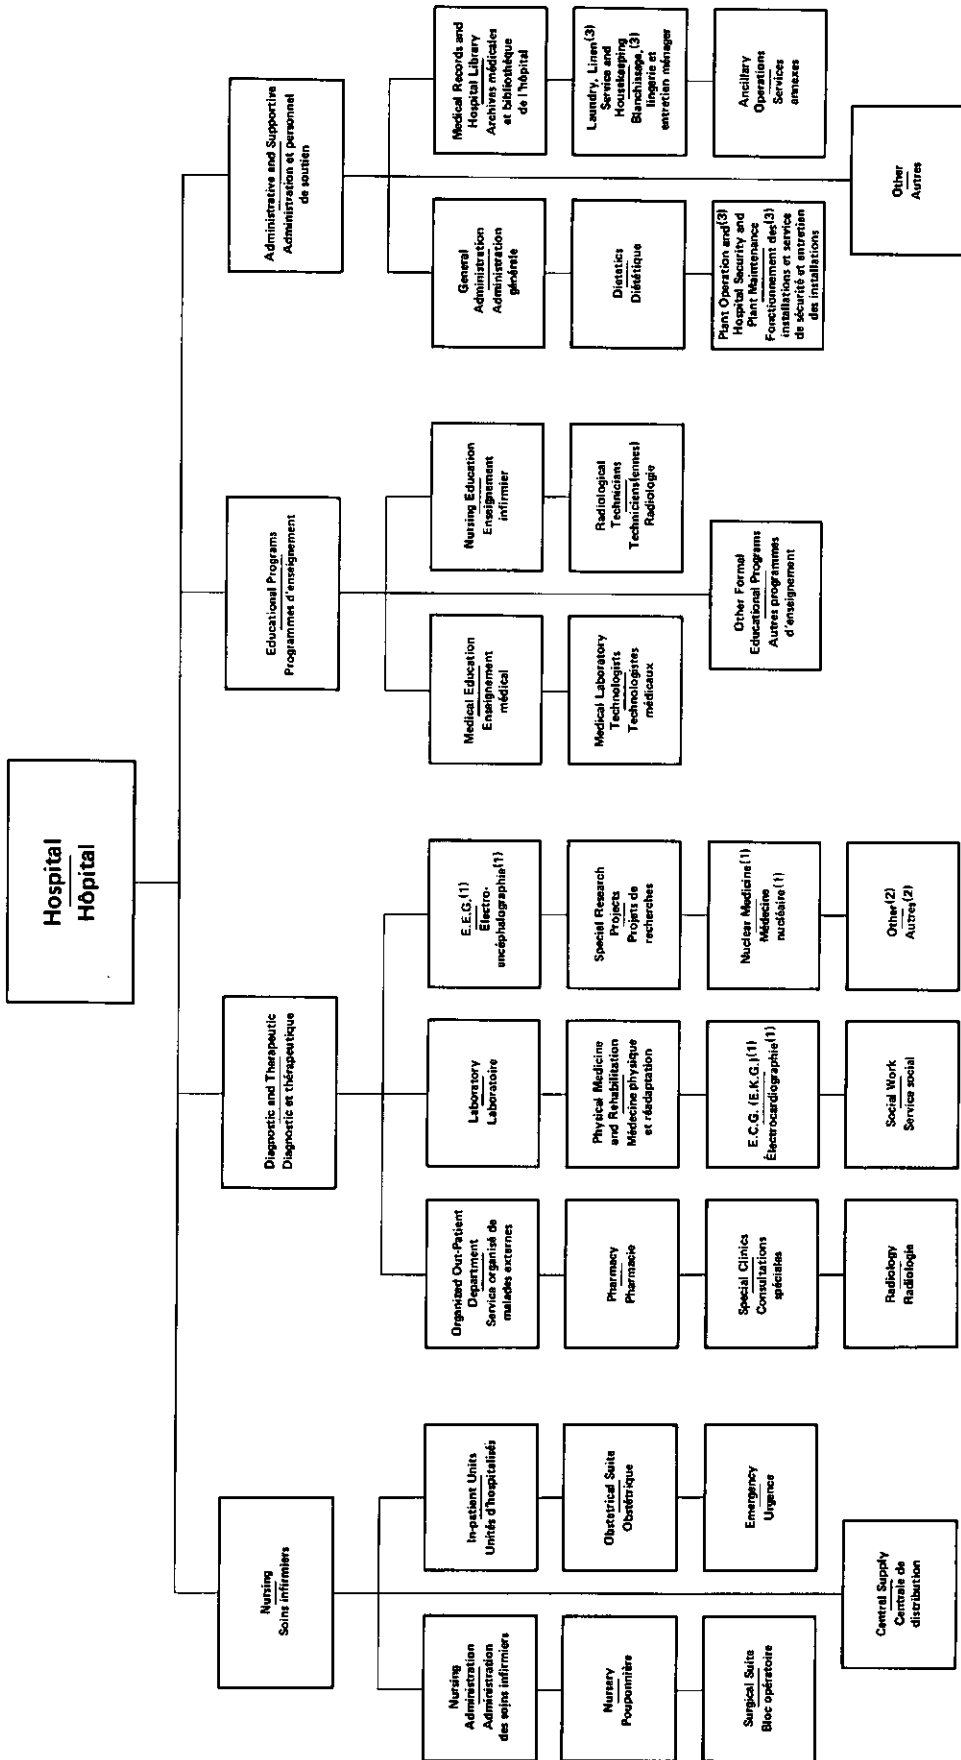 Hospital
Hôpital
Nursing
Soins infirmiers
Diagnostic and Therapeutic
Diagnostic et thérapeutique
Educational Programs
Programmes d'enseignement
Administrative and Supportive
Administration et personnel
de soutien
Nursing
Administration
Administration
des soins infirmiers
In-patient Units
Unités d'hospitalisés
Nursery
Pouponnière
Obstetrical Suite
Obstétrique
Surgical Suite
Bloc opératoire
Emergency
Urgence
Central Supply
Centrale de
distribution
Organized Out-Patient
Department
Service organisé de
malades externes
Laboratory
Laboratoire
E.E.G.(1)
Électro-
encéphalographie(1)
Pharmacy
Pharmacie
Physical Medicine
and Rehabilitation
Médecine physique
et réadaptation
Special Research
Projects
Projets de
recherches
Special Clinics
Consultations
spéciales
E.C.G. (E.K.G.)(1)
Électrocardiographie(1)
Nuclear Medicine(1)
Médecine
nucléaire(1)
Radiology
Radiologie
Social Work
Service social
Other(2)
Autres(2)
Medical Education
Enseignement
médical
Nursing Education
Enseignement
infirmier
Medical Laboratory
Technologists
Technologistes
médicaux
Radiological
Technicians
Techniciens(ennes)
Radiologie
Other Formal
Educational Programs
Autres programmes
d'enseignement
General
Administration
Administration
générale
Medical Records and
Hospital Library
Archives médicales
et bibliothèque
de l'hôpital
Dietetics
Diététique
Laundry, Linen(3)
Service and
Housekeeping
Blanchissage,(3)
lingerie et
entretien ménager
Plant Operation and(3)
Hospital Security and
Plant Maintenance
Fonctionnement des(3)
installations et service
de sécurité et entretien
des installations
Ancillary
Operations
Services
annexes
Other
Autres